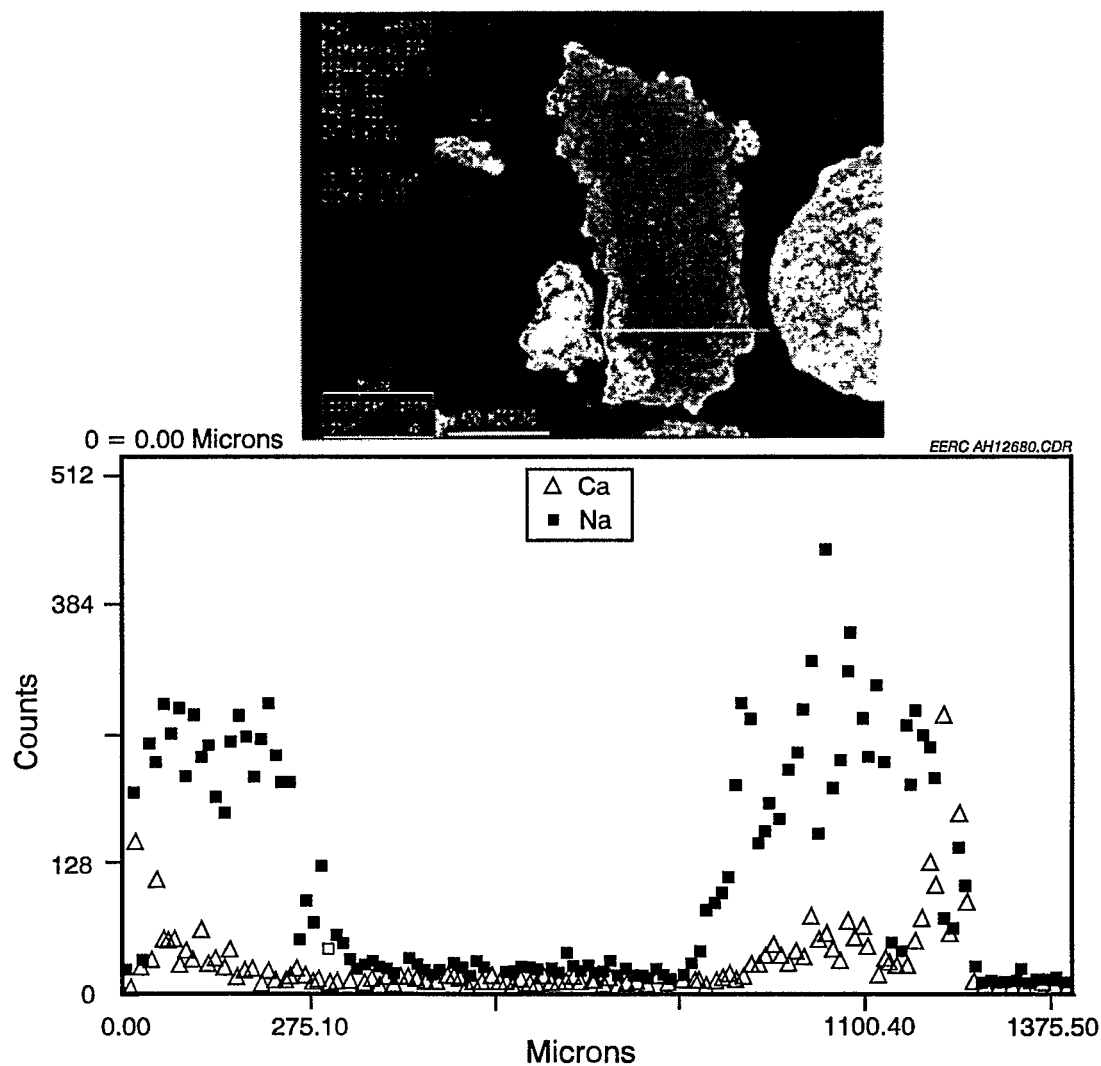 0 = 0.00 Microns
EERC AH12680.CDR
512
Ca
Na
384
Counts
128
0
0.00
275.10
1100.40
1375.50
Microns